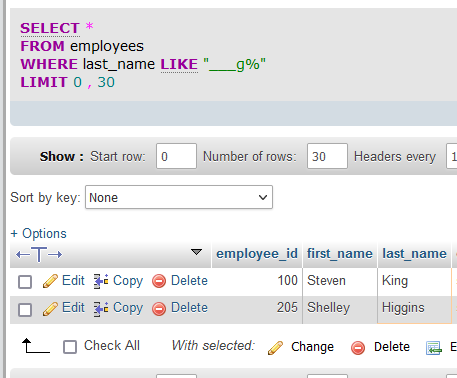 SELECT *
FROM employees
WHERE last_name LIKE "___g%"
LIMIT 0 , 30
Show : Start row: 0 Number of rows: 30 Headers every 1
Sort by key: None
+ Options
←T→ employee_id first_name last_name
Edit Copy Delete 100 Steven King
Edit Copy Delete 205 Shelley Higgins
Check All With selected: Change Delete E